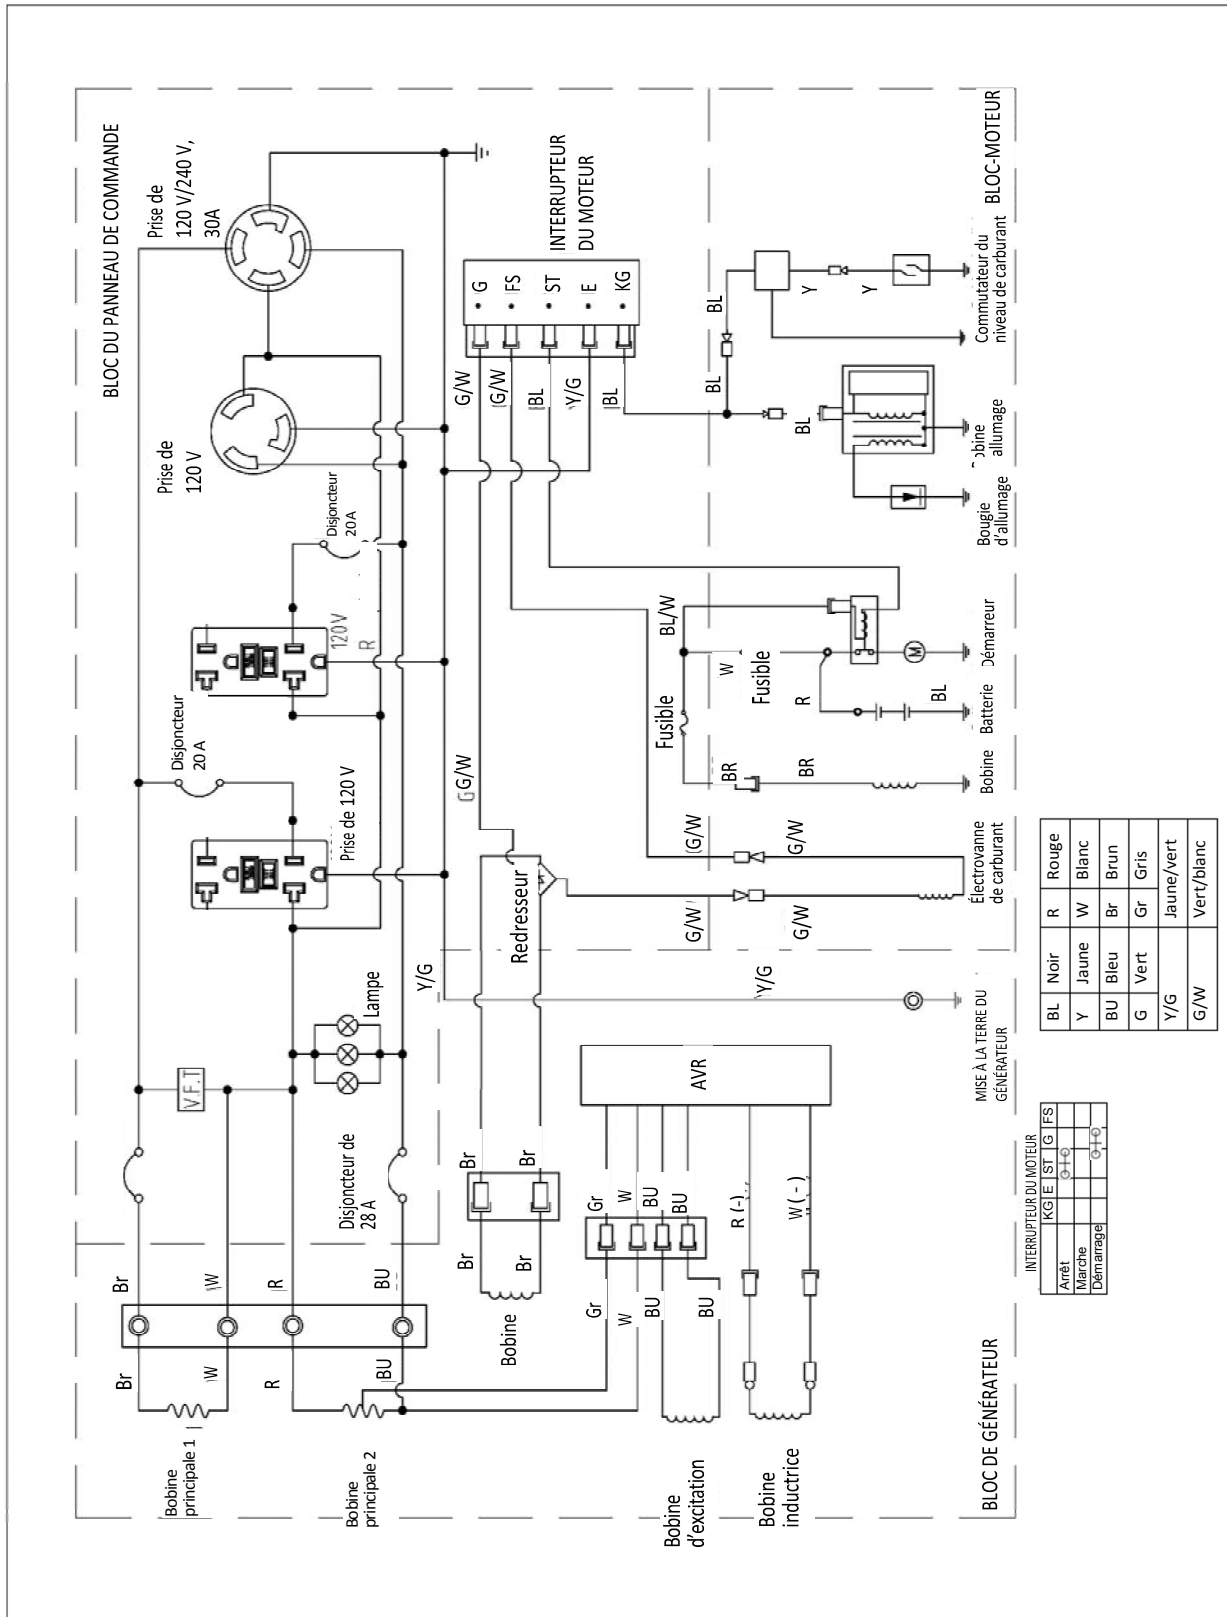 BLOC DU PANNEAU DE COMMANDE
Prise de
120 V/240 V,
30A
Prise de
120 V
Disjoncteur
20 A
120V
R
Disjoncteur
20 A
Prise de 120 V
Lampe
V.F.T
Y/G
Disjoncteur de
28 A
Br
W
R
BU
Br
W
R
BU
Bobine
principale 1
Bobine
principale 2
INTERRUPTEUR
DU MOTEUR
G
FS
ST
E
KG
G/W
G/W
BL
Y/G
BL
G/W
Redresseur
Br
Br
Br
Br
Bobine
BLOC-MOTEUR
BL
BL
Y
Y
BL
Commutateur du
niveau de carburant
allumage
Bougie
d'allumage
BL/W
W
Fusible
Fusible
R
BL
BR
BR
Démarreur
Batterie
Bobine
G/W
G/W
G/W
G/W
Électrovanne
de carburant
Y/G
MISE À LA TERRE DU
GÉNÉRATEUR
AVR
Gr
W
BU
BU
R (-)
W ( - )
Gr
W
BU
BU
Bobine
d'excitation
Bobine
inductrice
BLOC DE GÉNÉRATEUR
BL Noir R Rouge
Y Jaune W Blanc
BU Bleu Br Brun
G Vert Gr Gris
Y/G Jaune/vert
G/W Vert/blanc
INTERRUPTEUR DU MOTEUR
KG E ST G FS
Arrêt
Marche
Démarrage